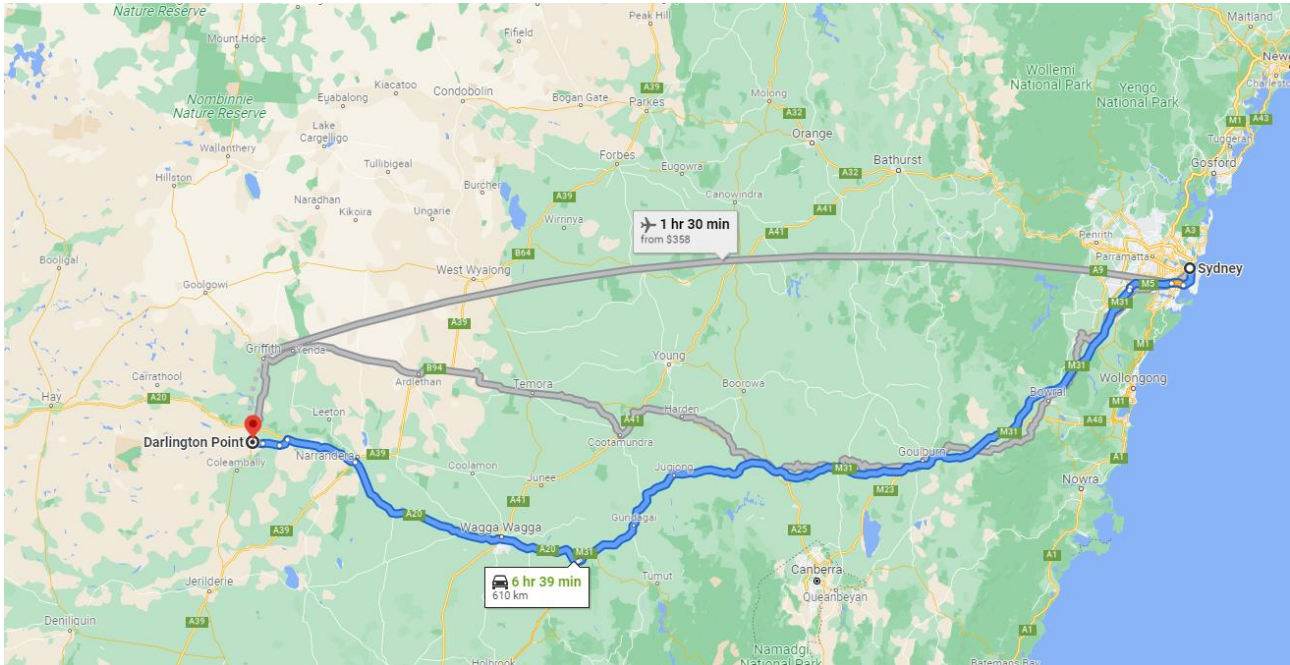 Nature Reserve
Mount Hope
Fifield
Peak Hill
Maitland
Wollemi
National Park
Yengo
National Park
Newc
Charlest
Nombinnie
Nature Reserve
Euabalong
Kiacatoo
Condobolin
Bogan Gate
A39
Parkes
Molong
A32
M1
A43
Lake
Cargelligo
Wallanthery
Tullibigeal
Forbes
Eugowra
Orange
Bathurst
A32
Tuggerah
Gosford
Hillston
Naradhan
Kikoira
Ungarie
Burcher
A39
Canowindra
A41
Wirrinya
1 hr 30 min
from $358
A41
Penrith
Parramatta
A3
Booligal
B64
Goolgowi
West Wyalong
A9
M5
Sydney
M31
A39
M1
Griffith
Yenda
Young
Carrathool
Ardlethan
B94
Temora
Boorowa
M31
Wollongong
Hay
A20
Bowral
M1
Leeton
A41
Harden
A48
Cootamundra
M31
Darlington Point
Narrandera
A39
Coleambally
Coolamon
Jugiong
M31
Goulburn
A1
Junee
M23
Nowra
A41
A20
Gundagai
Wagga Wagga
A20
M31
A25
A39
6 hr 39 min
610 km
Tumut
Canberra
Queanbeyan
A1
Jerilderie
A39
Deniliquin
A1
Holbrook
Namadgi
National Park
Batemans Bay